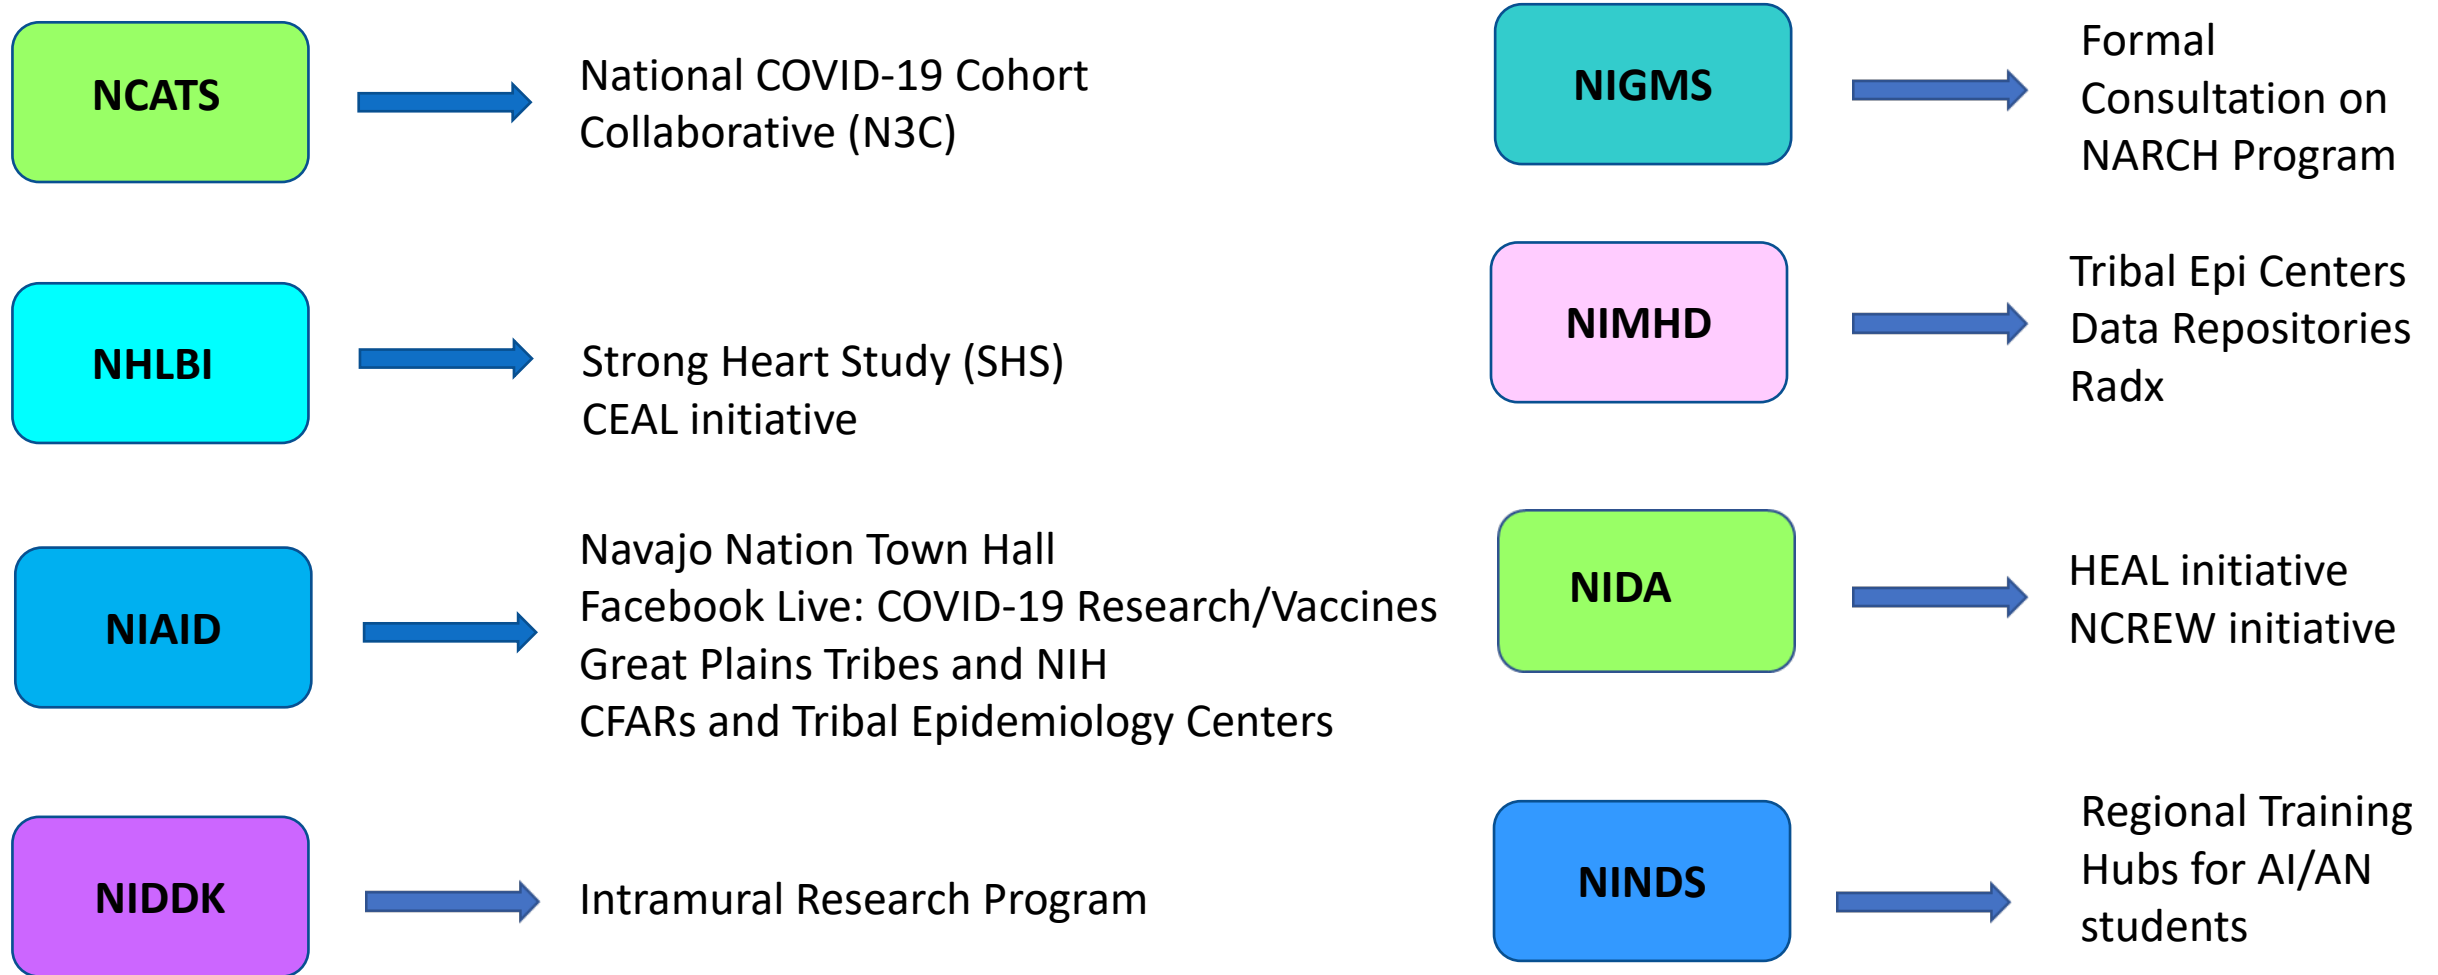 NCATS
National COVID-19 Cohort
Collaborative (N3C)
NHLBI
Strong Heart Study (SHS)
CEAL initiative
NIAID
Navajo Nation Town Hall
Facebook Live: COVID-19 Research/Vaccines
Great Plains Tribes and NIH
CFARs and Tribal Epidemiology Centers
NIDDK
Intramural Research Program
NIGMS
Formal
Consultation on
NARCH Program
NIMHD
Tribal Epi Centers
Data Repositories
Radx
NIDA
HEAL initiative
NCREW initiative
NINDS
Regional Training
Hubs for AI/AN
students